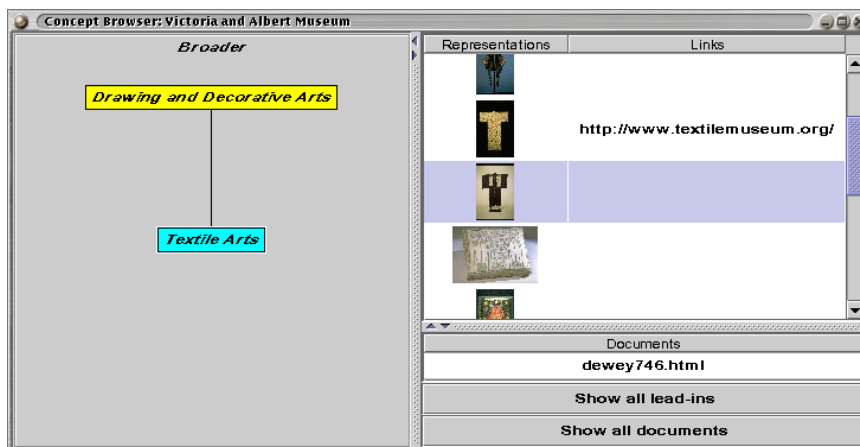 Concept Browser: Victoria and Albert Museum
Broader
Drawing and Decorative Arts
Textile Arts
Representations
Links
http://www.textilemuseum.org/
Documents
dewey746.html
Show all lead-ins
Show all documents